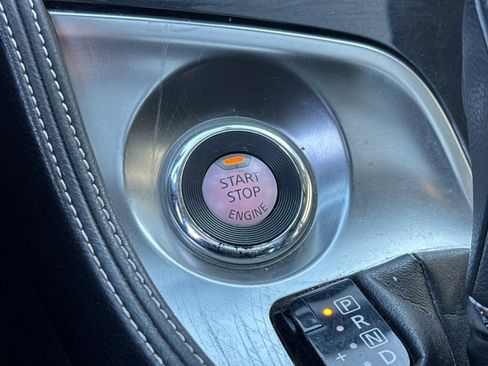 START
STOP
ENGINE
P
R
N
+ D